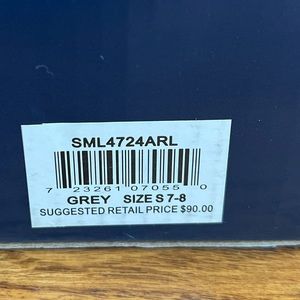 SML4724ARL
7 23261 07055 0
GREY SIZE S 7-8
SUGGESTED RETAIL PRICE $90.00